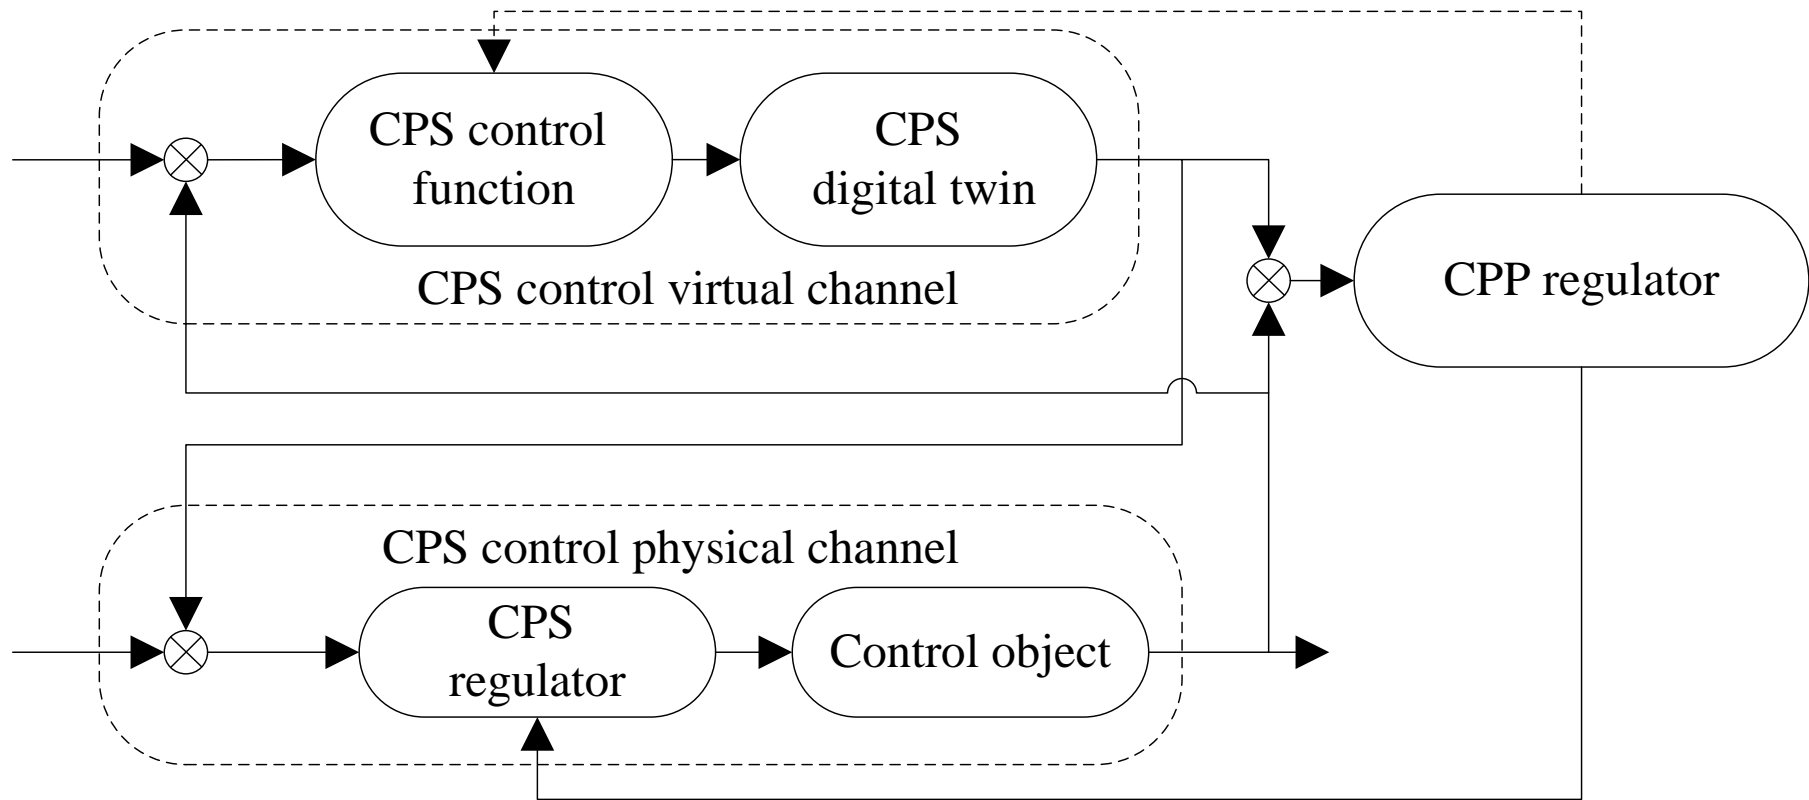 CPS control
function
CPS
digital twin
CPS control virtual channel
CPP regulator
CPS control physical channel
CPS
regulator
Control object